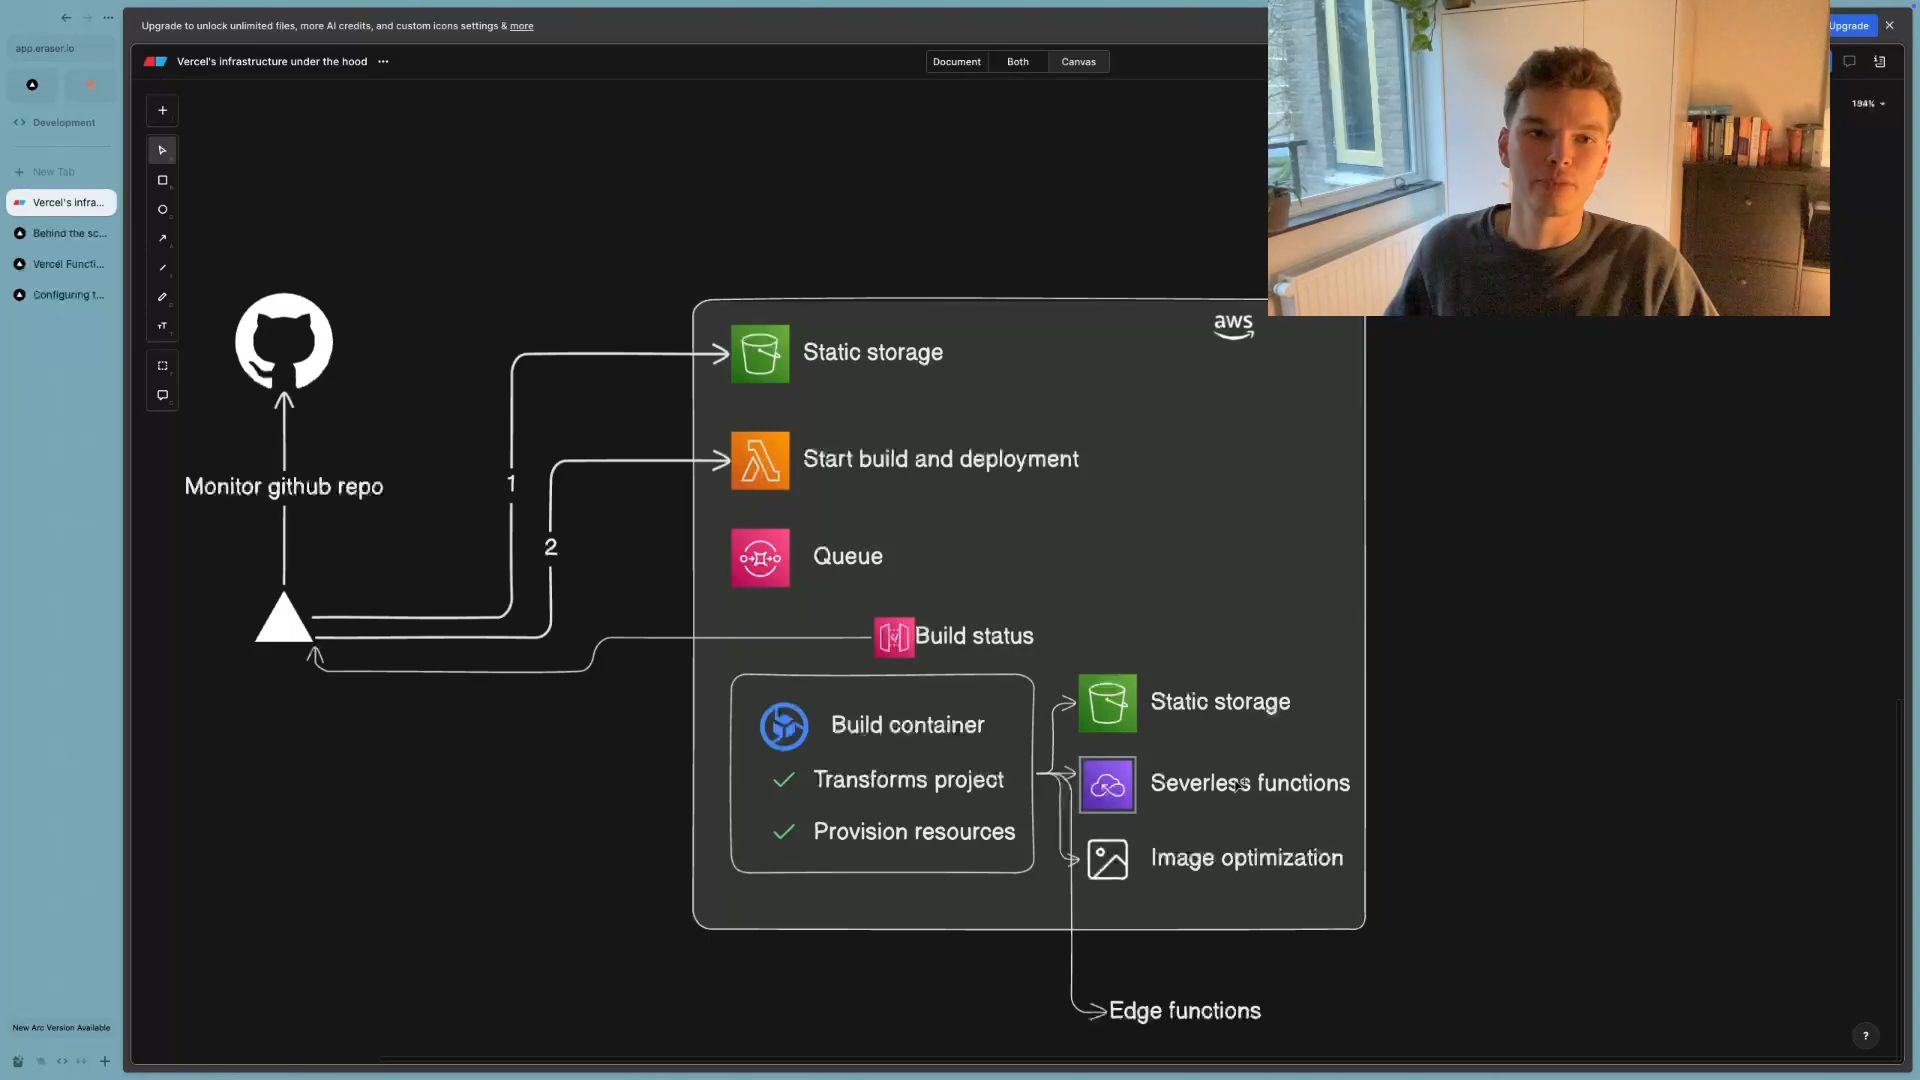 app.eraser.io
Development
New Tab
Vercel's infra...
Behind the sc...
Vercel Functi...
Configuring t...
New Arc Version Available
Upgrade to unlock unlimited files, more AI credits, and custom icons settings & more
Upgrade
Vercel's infrastructure under the hood
Document
Both
Canvas
194%
aws
Static storage
Start build and deployment
Monitor github repo
1
2
Queue
Build status
Build container
Transforms project
Provision resources
Static storage
Severless functions
Image optimization
Edge functions
?